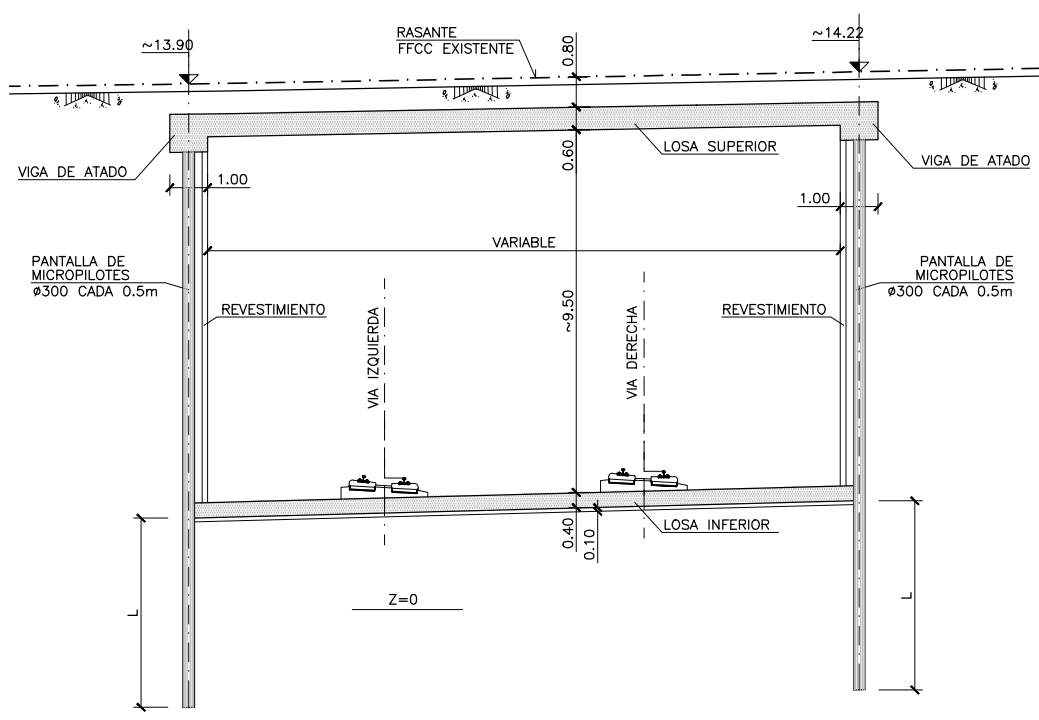 ~13.90
RASANTE
FFCC EXISTENTE
0.80
~14.22
VIGA DE ATADO
1.00
0.60
LOSA SUPERIOR
VIGA DE ATADO
1.00
VARIABLE
PANTALLA DE
MICROPILOTES
ø300 CADA 0.5m
REVESTIMIENTO
VIA IZQUIERDA
~9.50
VIA DERECHA
REVESTIMIENTO
PANTALLA DE
MICROPILOTES
ø300 CADA 0.5m
0.40
0.10
LOSA INFERIOR
L
Z=0
L